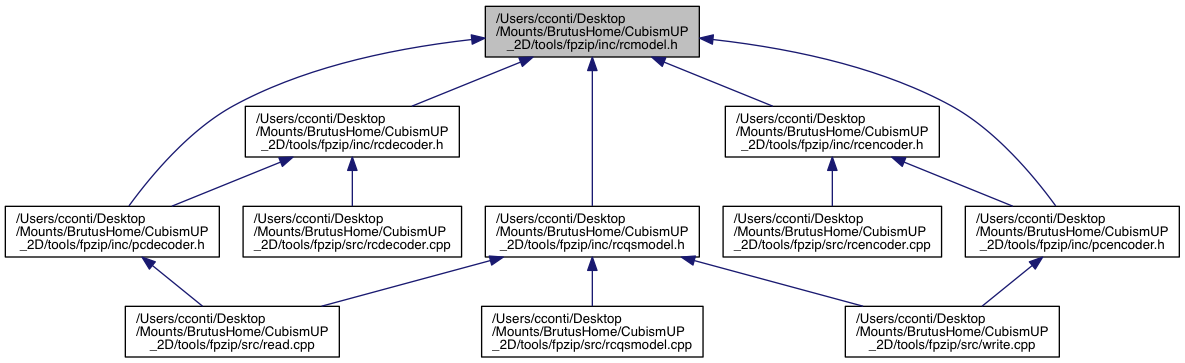 /Users/cconti/Desktop
/Mounts/BrutusHome/CubismUP
_2D/tools/fpzip/inc/rcmodel.h
/Users/cconti/Desktop
/Mounts/BrutusHome/CubismUP
_2D/tools/fpzip/inc/rcdecoder.h
/Users/cconti/Desktop
/Mounts/BrutusHome/CubismUP
_2D/tools/fpzip/inc/rcencoder.h
/Users/cconti/Desktop
/Mounts/BrutusHome/CubismUP
_2D/tools/fpzip/inc/pcdecoder.h
/Users/cconti/Desktop
/Mounts/BrutusHome/CubismUP
_2D/tools/fpzip/src/rcdecoder.cpp
/Users/cconti/Desktop
/Mounts/BrutusHome/CubismUP
_2D/tools/fpzip/inc/rcqsmodel.h
/Users/cconti/Desktop
/Mounts/BrutusHome/CubismUP
_2D/tools/fpzip/src/rcencoder.cpp
/Users/cconti/Desktop
/Mounts/BrutusHome/CubismUP
_2D/tools/fpzip/inc/pcencoder.h
/Users/cconti/Desktop
/Mounts/BrutusHome/CubismUP
_2D/tools/fpzip/src/read.cpp
/Users/cconti/Desktop
/Mounts/BrutusHome/CubismUP
_2D/tools/fpzip/src/rcqsmodel.cpp
/Users/cconti/Desktop
/Mounts/BrutusHome/CubismUP
_2D/tools/fpzip/src/write.cpp